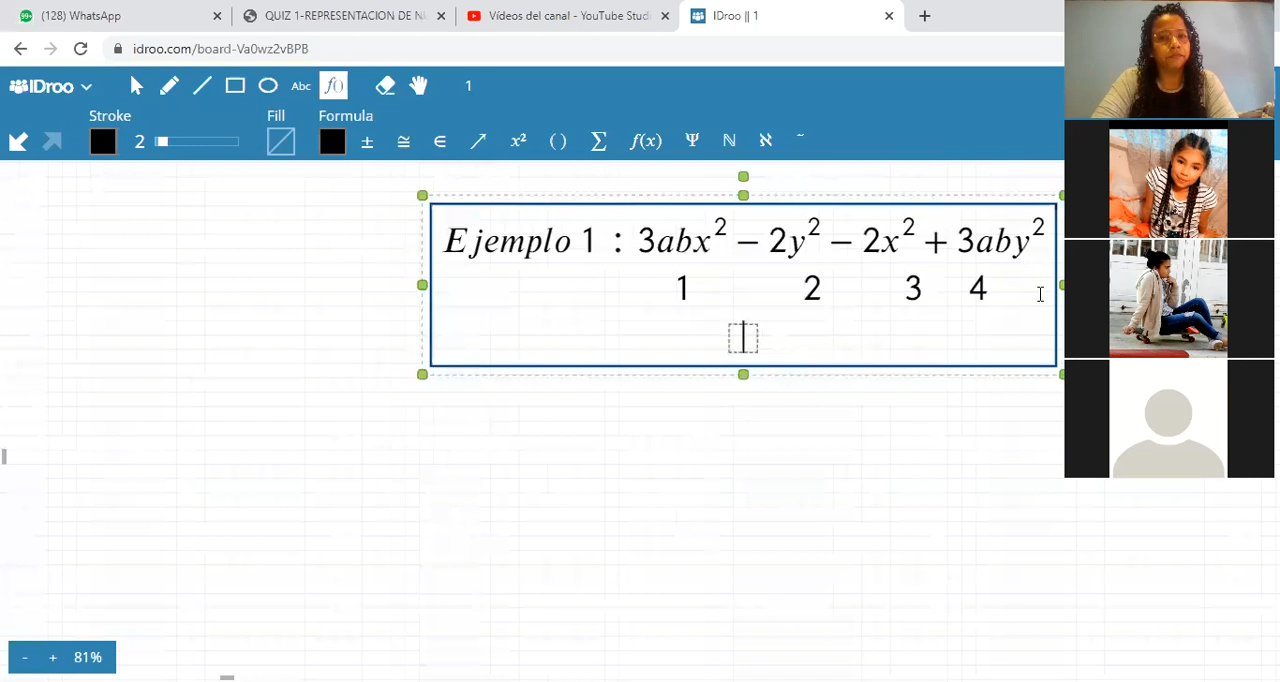 (128) WhatsApp
QUIZ 1-REPRESENTACION DE N
Vídeos del canal - YouTube Studi
IDroo || 1
idroo.com/board-Va0wz2vBPB
IDroo
Abc
f()
1
Stroke
Fill
Formula
2
± ≅ ∈ x² ( ) ∑ f(x) Ψ ℕ ℵ ~
Ejemplo 1 : 3abx² − 2y² − 2x² + 3aby²
1 2 3 4
- + 81%